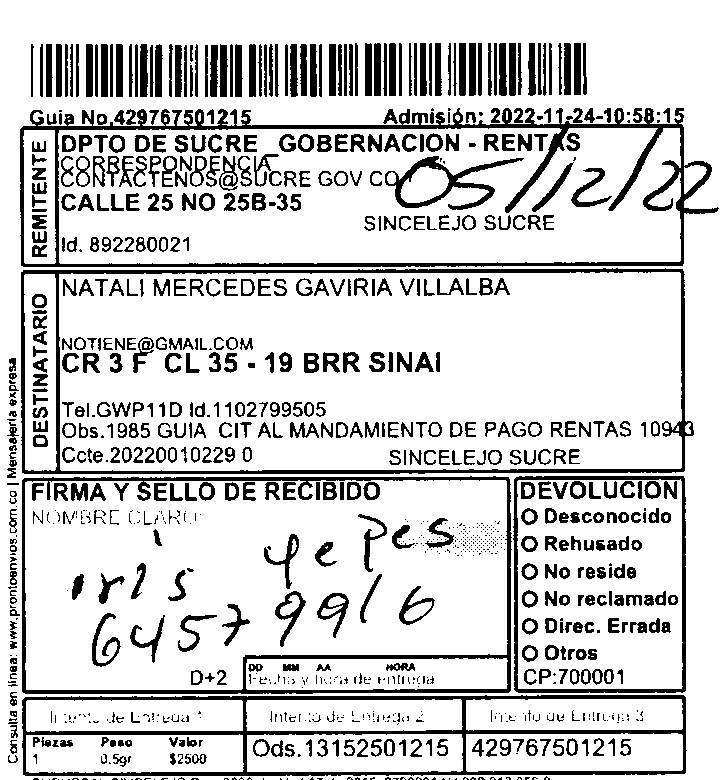 Guia No,429767501215 Admisión: 2022-11-24-10:58:15
REMITENTE
DPTO DE SUCRE GOBERNACION - RENTAS
CORRESPONDENCIA
CONTACTENOS@SUCRE GOV CO
05/12/22
CALLE 25 NO 25B-35
SINCELEJO SUCRE
Id. 892280021
DESTINATARIO
NATALI MERCEDES GAVIRIA VILLALBA
NOTIENE@GMAIL.COM
CR 3 F CL 35 - 19 BRR SINAI
Tel.GWP11D Id.1102799505
Obs.1985 GUIA CIT AL MANDAMIENTO DE PAGO RENTAS 10943
Ccte.20220010229 0 SINCELEJO SUCRE
Consulta en linea: www.prontoenvios.com.co | Mensajeria expresa
FIRMA Y SELLO DE RECIBIDO
NOMBRE CLARO
iris yepes
64579916
D+2
DD MM AA HORA
Fecha y hora de entrega
DEVOLUCION
O Desconocido
O Rehusado
O No reside
O No reclamado
O Direc. Errada
O Otros
CP:700001
Intento de Entrega 1 Intento de Entrega 2 Intento de Entrega 3
Piezas Peso Valor
1 0.5gr $2500
Ods.13152501215 429767501215